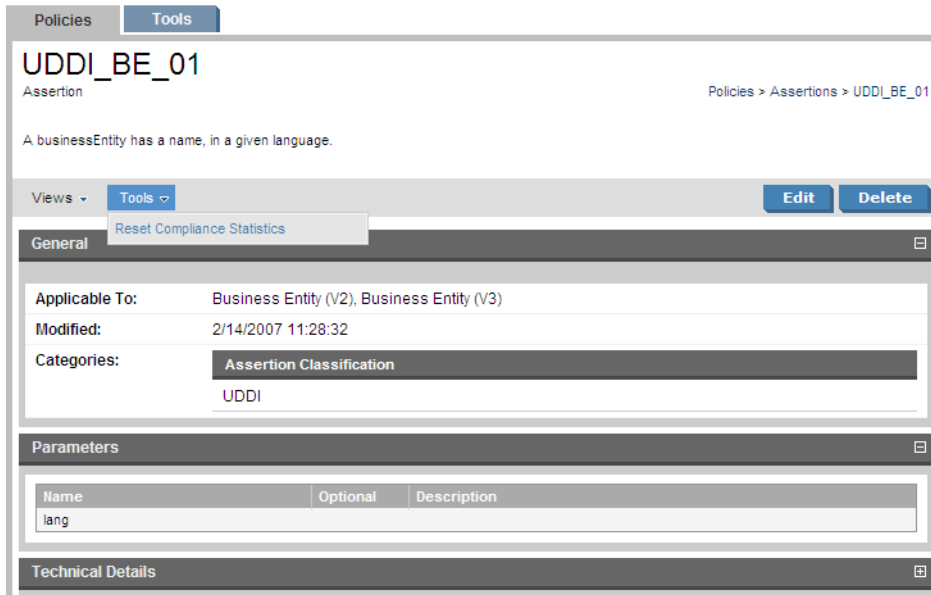 Policies Tools
UDDI_BE_01
Assertion
Policies > Assertions > UDDI_BE_01
A businessEntity has a name, in a given language.
Views Tools Edit Delete
Reset Compliance Statistics
General
Applicable To: Business Entity (V2), Business Entity (V3)
Modified: 2/14/2007 11:28:32
Categories: Assertion Classification
UDDI
Parameters
Name Optional Description
lang
Technical Details